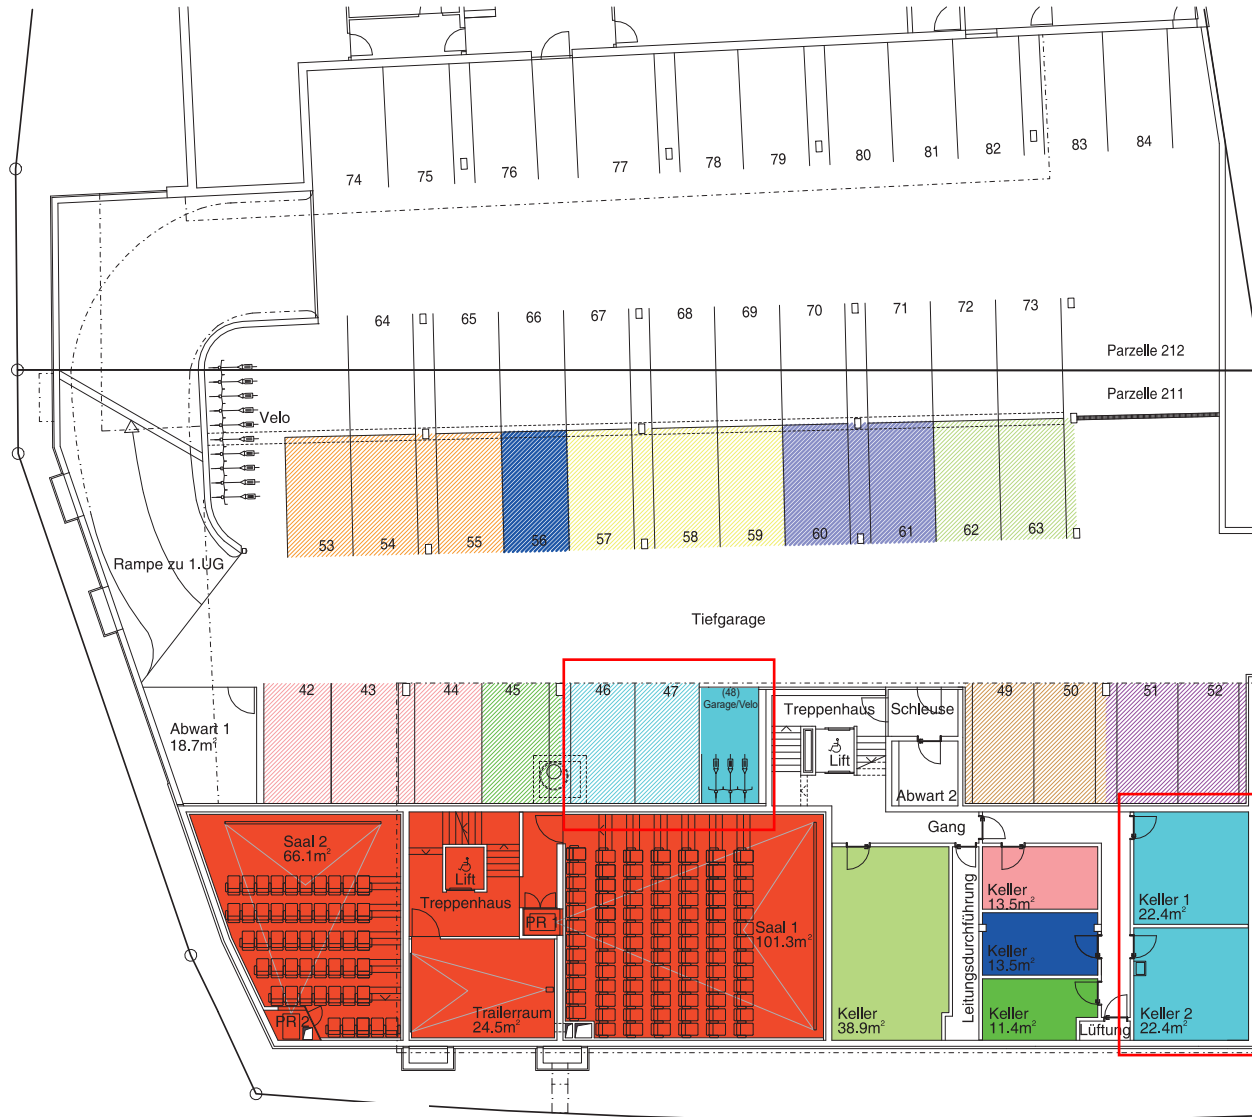 74
75
76
77
78
79
80
81
82
83
84
64
65
66
67
68
69
70
71
72
73
Parzelle 212
Parzelle 211
Velo
53
54
55
56
57
58
59
60
61
62
63
Rampe zu 1.UG
Tiefgarage
42
43
44
45
46
47
(48)
Garage/Velo
49
50
51
52
Abwart 1
18.7m²
Treppenhaus
Lift
Schleuse
Abwart 2
Gang
Saal 2
66.1m²
PR 2
Lift
Treppenhaus
PR 1
Trailerraum
24.5m²
Saal 1
101.3m²
Keller
38.9m²
Leitungsdurchführung
Keller
13.5m²
Keller
13.5m²
Keller
11.4m²
Lüftung
Keller 1
22.4m²
Keller 2
22.4m²